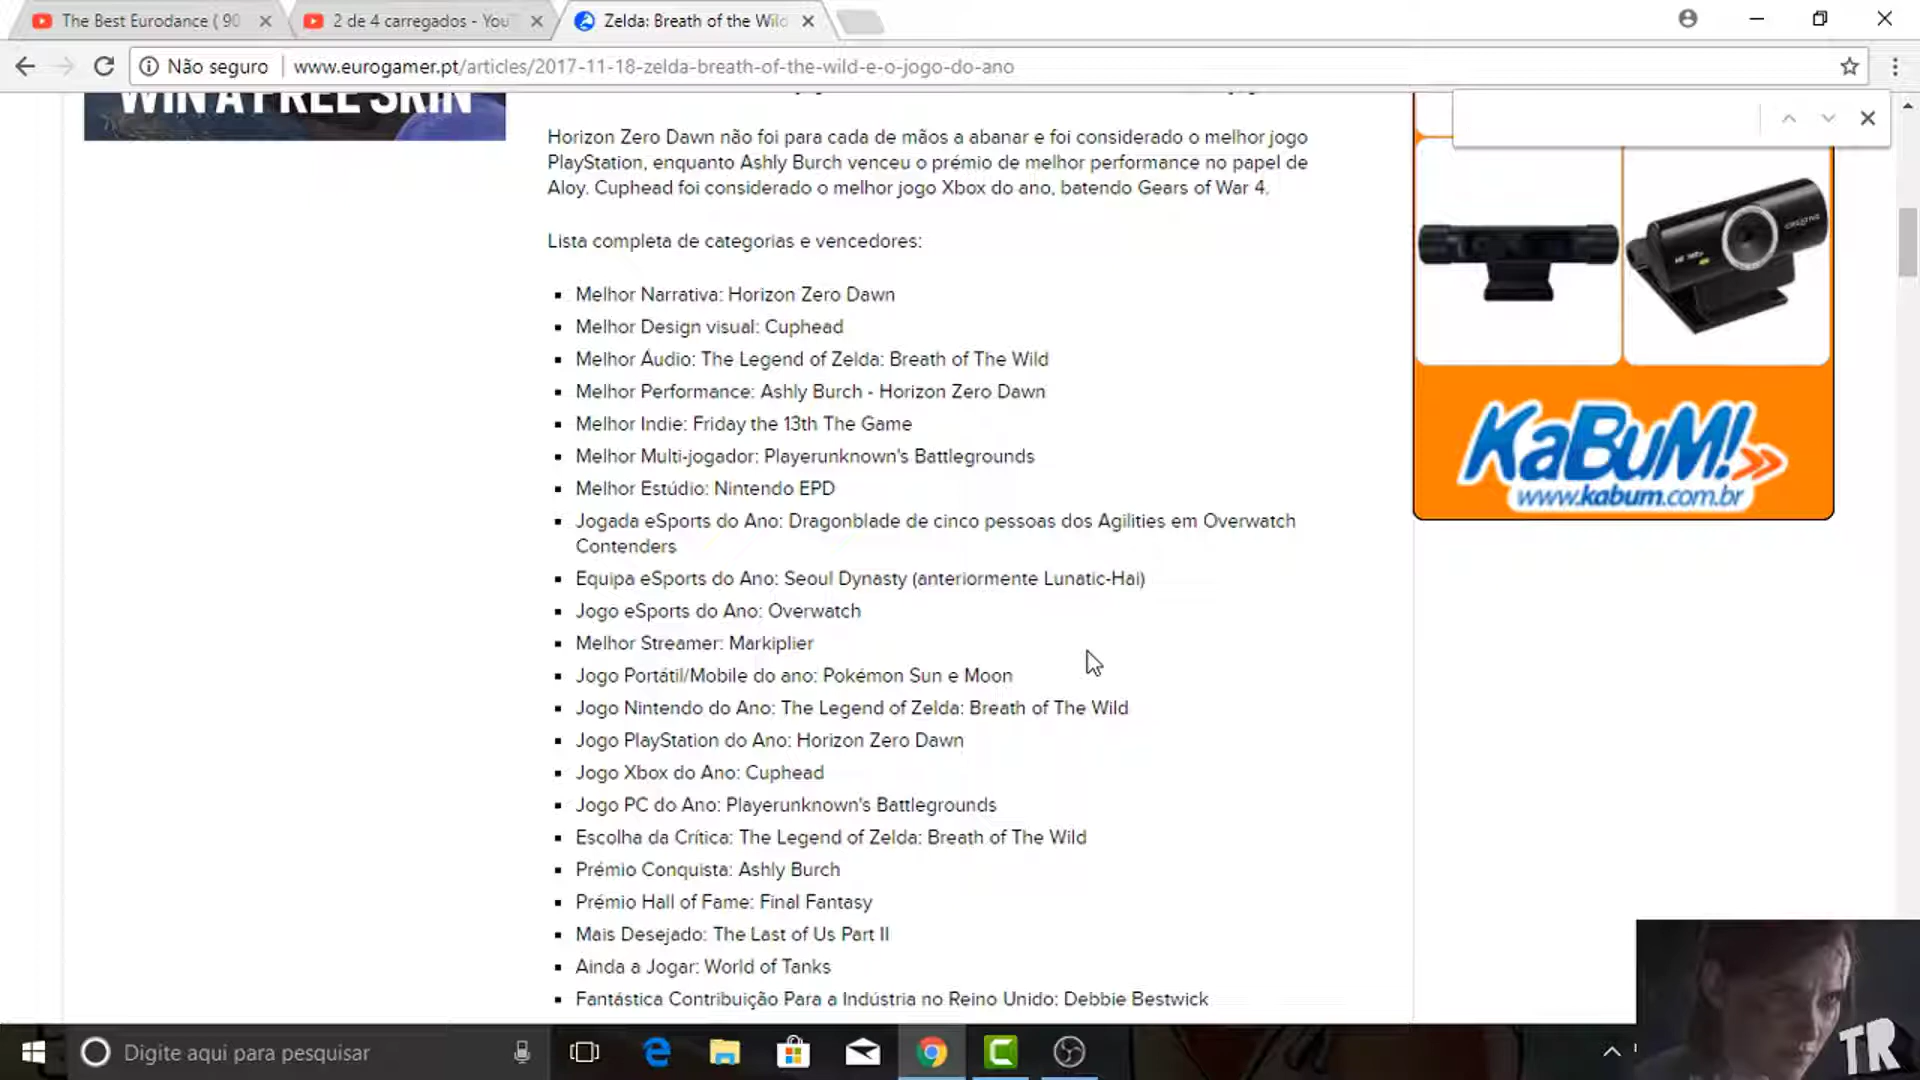 The Best Eurodance ( 90
2 de 4 carregados - You
Zelda: Breath of the Wild
Não seguro
www.eurogamer.pt/articles/2017-11-18-zelda-breath-of-the-wild-e-o-jogo-do-ano
WIN A FREE SKIN
Horizon Zero Dawn não foi para cada de mãos a abanar e foi considerado o melhor jogo
PlayStation, enquanto Ashly Burch venceu o prémio de melhor performance no papel de
Aloy. Cuphead foi considerado o melhor jogo Xbox do ano, batendo Gears of War 4.
Lista completa de categorias e vencedores:
Melhor Narrativa: Horizon Zero Dawn
Melhor Design visual: Cuphead
Melhor Áudio: The Legend of Zelda: Breath of The Wild
Melhor Performance: Ashly Burch - Horizon Zero Dawn
Melhor Indie: Friday the 13th The Game
Melhor Multi-jogador: Playerunknown's Battlegrounds
Melhor Estúdio: Nintendo EPD
Jogada eSports do Ano: Dragonblade de cinco pessoas dos Agilities em Overwatch
Contenders
Equipa eSports do Ano: Seoul Dynasty (anteriormente Lunatic-Hai)
Jogo eSports do Ano: Overwatch
Melhor Streamer: Markiplier
Jogo Portátil/Mobile do ano: Pokémon Sun e Moon
Jogo Nintendo do Ano: The Legend of Zelda: Breath of The Wild
Jogo PlayStation do Ano: Horizon Zero Dawn
Jogo Xbox do Ano: Cuphead
Jogo PC do Ano: Playerunknown's Battlegrounds
Escolha da Crítica: The Legend of Zelda: Breath of The Wild
Prémio Conquista: Ashly Burch
Prémio Hall of Fame: Final Fantasy
Mais Desejado: The Last of Us Part II
Ainda a Jogar: World of Tanks
Fantástica Contribuição Para a Indústria no Reino Unido: Debbie Bestwick
KaBuM!
www.kabum.com.br
Digite aqui para pesquisar
TR